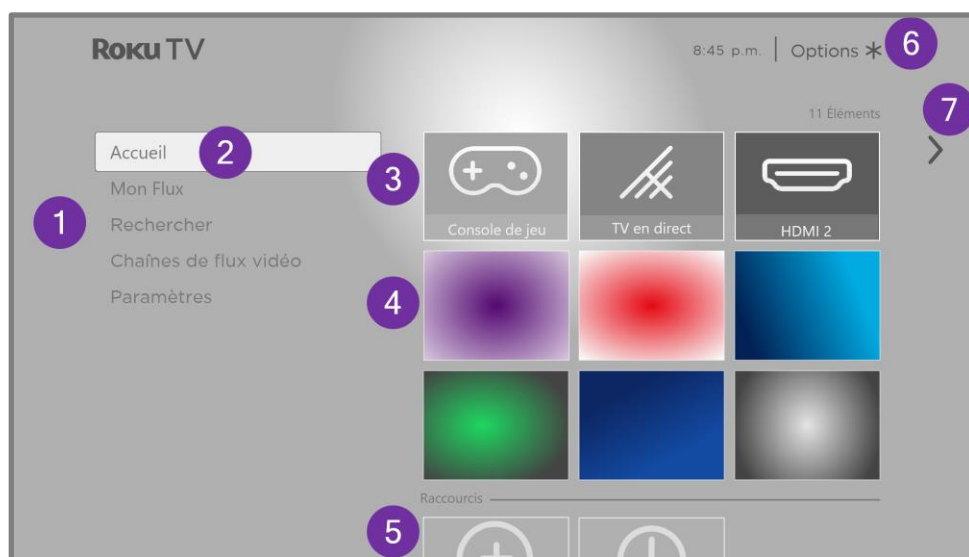 Roku TV
8:45 p.m. | Options *
6
11 Éléments
7
Accueil
2
Mon Flux
1
Rechercher
Chaînes de flux vidéo
Paramètres
3
Console de jeu
TV en direct
HDMI 2
4
Raccourcis
5